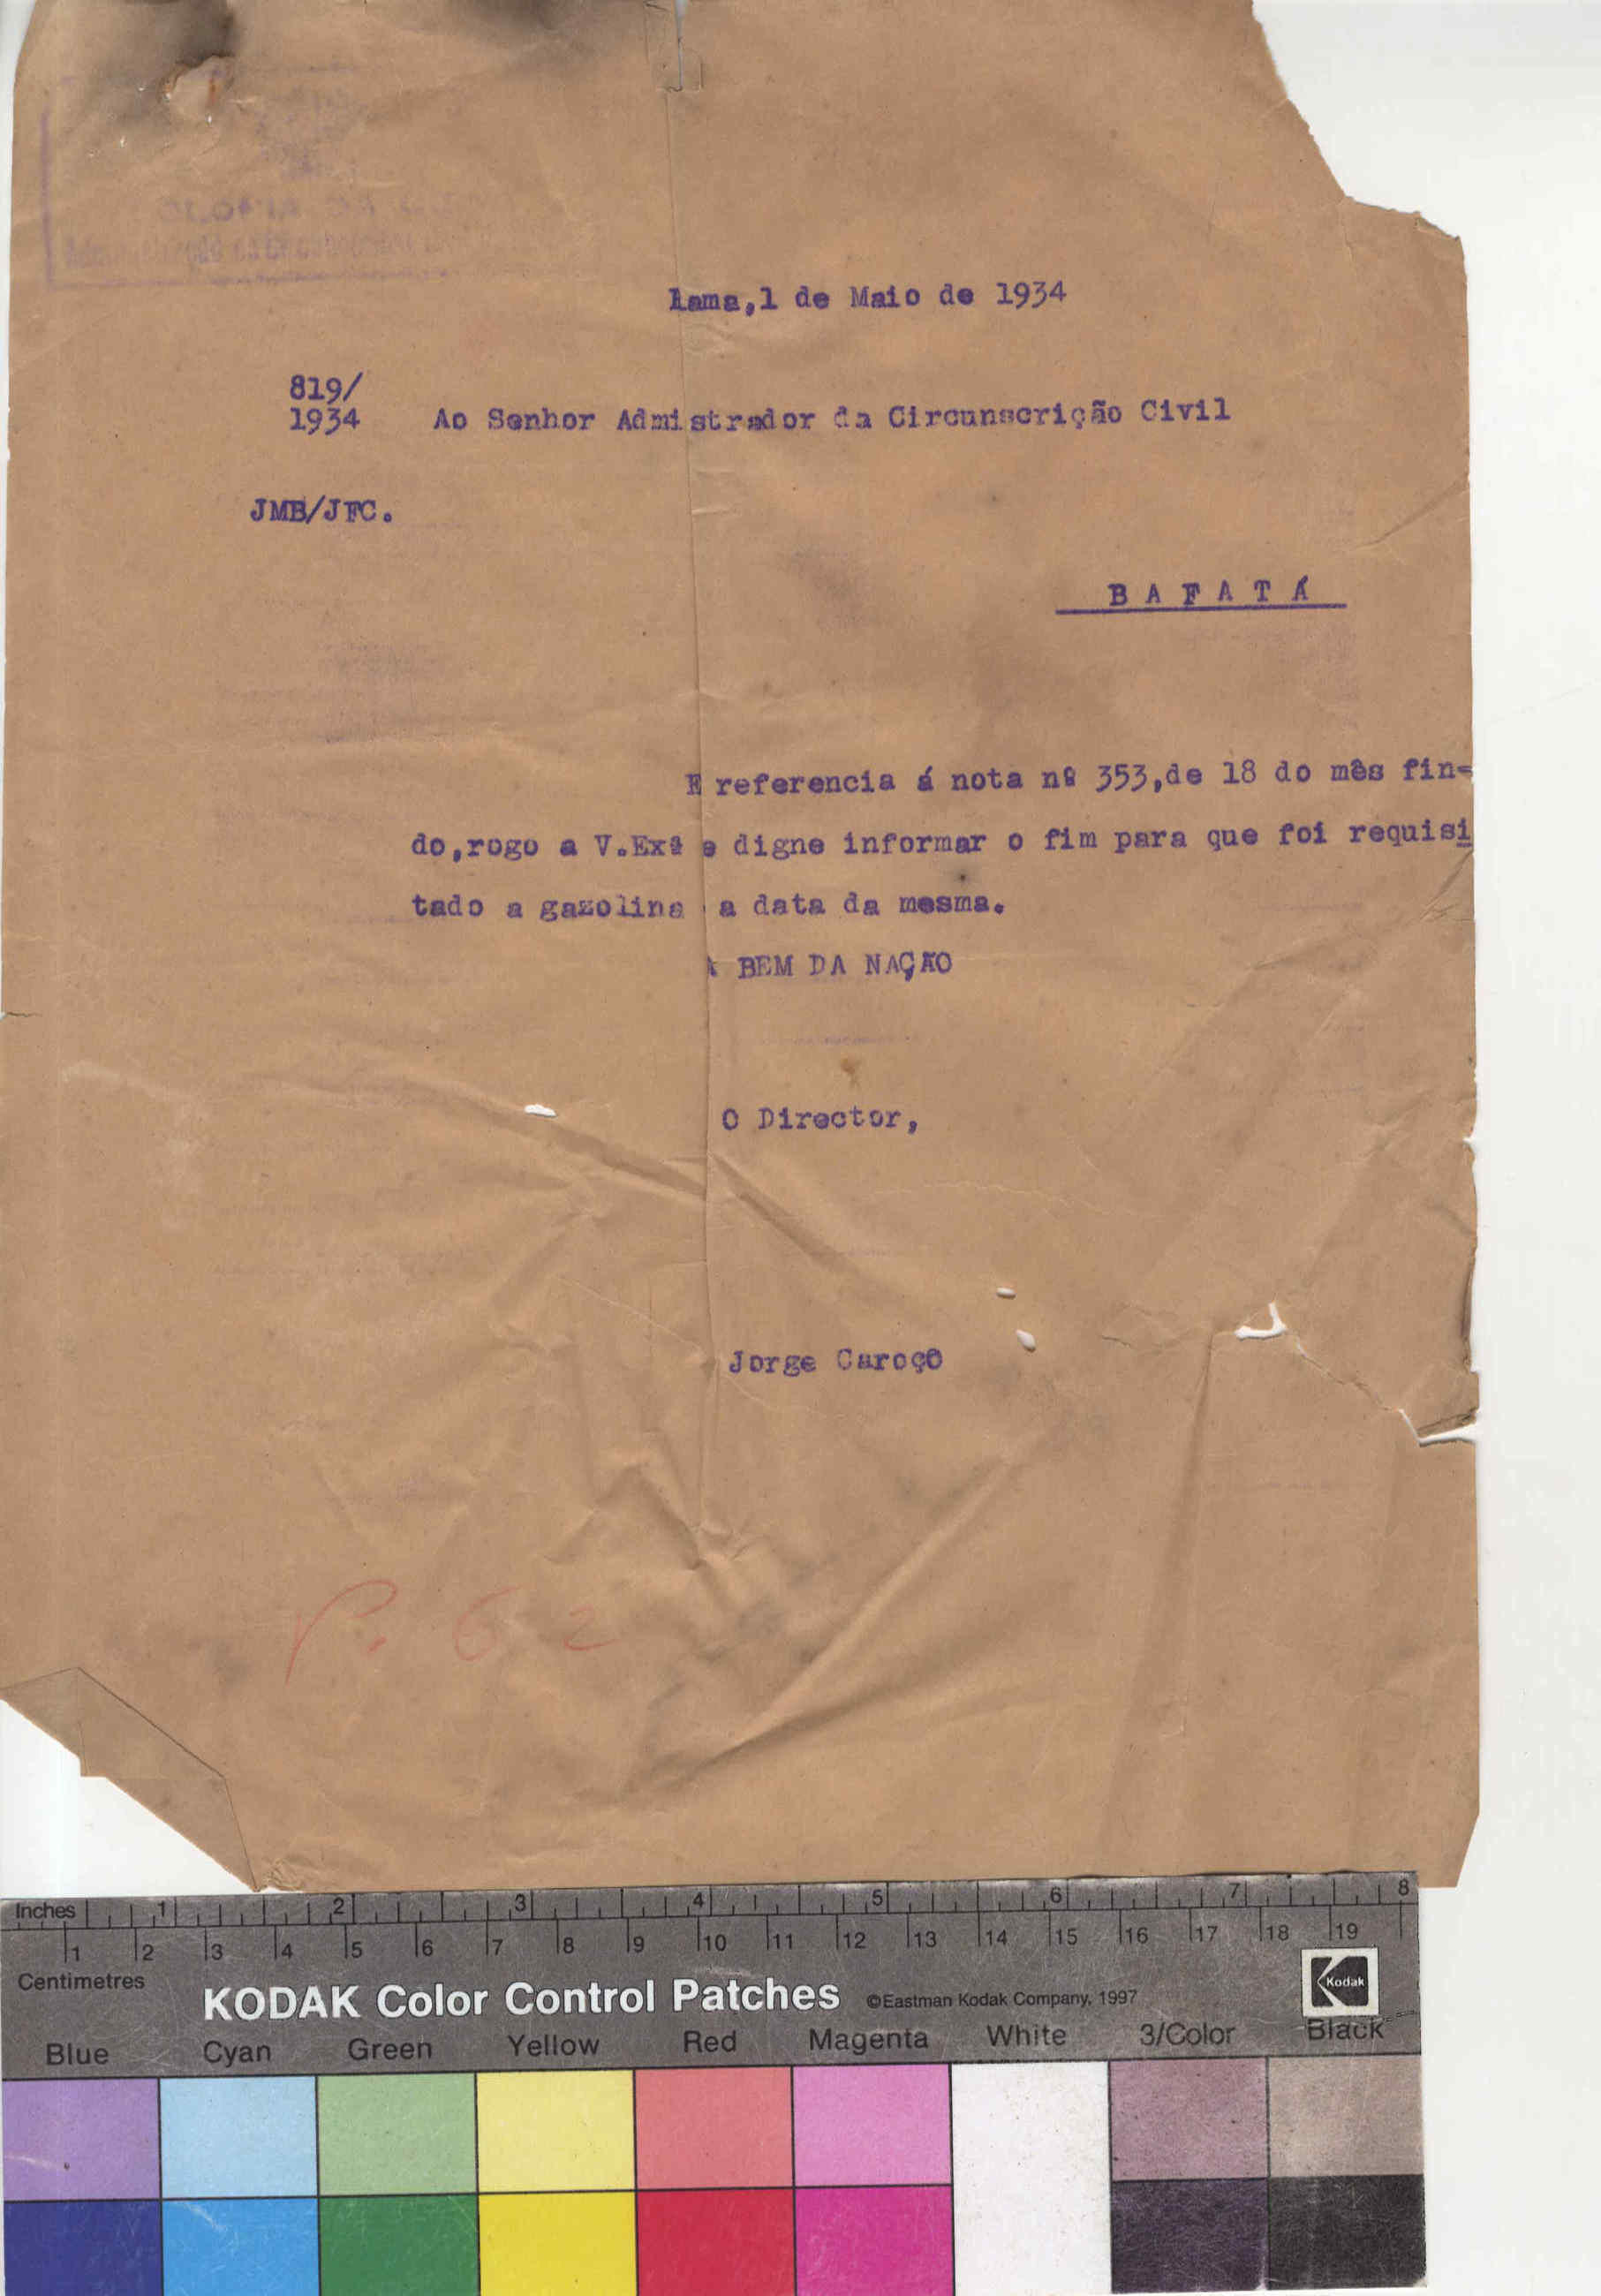 Lama,1 de Maio de 1934
819/
1934 Ao Senhor Admistrador da Circunscrição Civil
JMB/JFC.
B A F A T Á
E referencia á nota nº 353,de 18 do mês fin-
do,rogo a V.Exª e digne informar o fim para que foi requisi
tado a gazolina a data da mesma.
A BEM DA NAÇÃO
O Director,
Jorge Caroço
P. 62
Inches 1 2 3 4 5 6 7 8
1 2 3 4 5 6 7 8 9 10 11 12 13 14 15 16 17 18 19
Centimetres
KODAK Color Control Patches ©Eastman Kodak Company, 1997 Kodak
Blue Cyan Green Yellow Red Magenta White 3/Color Black